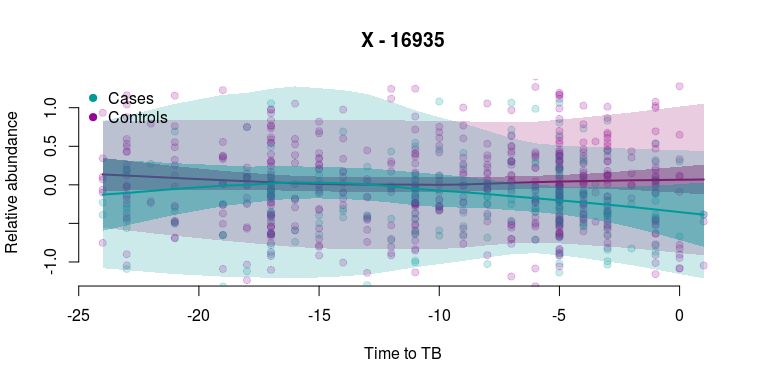 X - 16935
Cases
Controls
Relative abundance
1.0
0.5
0.0
-1.0
-25 -20 -15 -10 -5 0
Time to TB